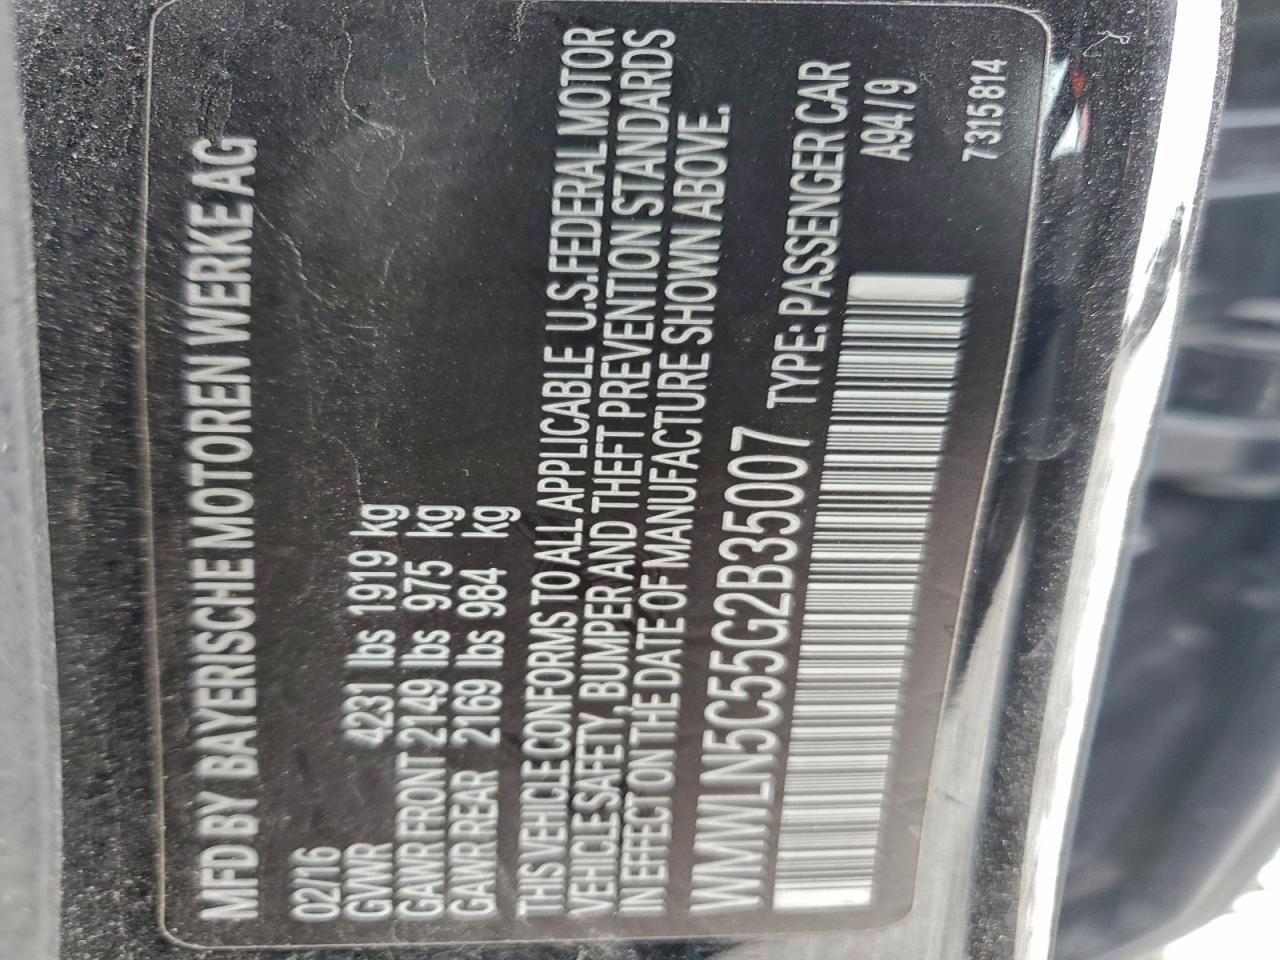 MFD BY BAYERISCHE MOTOREN WERKE AG
02/16
GVWR 4231 lbs 1919 kg
GAWR FRONT 2149 lbs 975 kg
GAWR REAR 2169 lbs 984 kg
THIS VEHICLE CONFORMS TO ALL APPLICABLE U.S.FEDERAL MOTOR
VEHICLE SAFETY, BUMPER AND THEFT PREVENTION STANDARDS
IN EFFECT ON THE DATE OF MANUFACTURE SHOWN ABOVE.
WMWLN5C55G2B35007 TYPE: PASSENGER CAR
A94/9
7315814